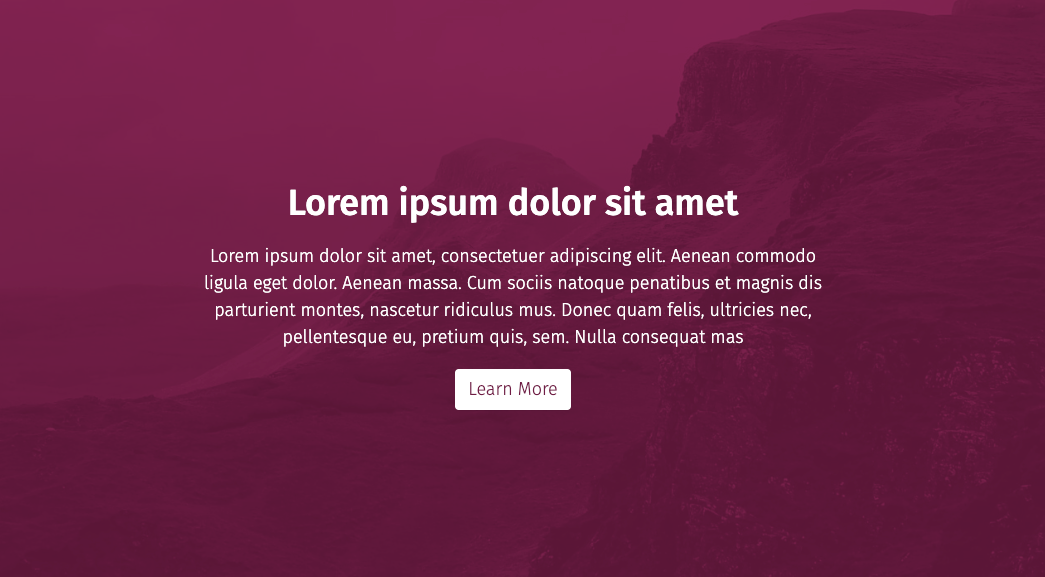 Lorem ipsum dolor sit amet
Lorem ipsum dolor sit amet, consectetuer adipiscing elit. Aenean commodo
ligula eget dolor. Aenean massa. Cum sociis natoque penatibus et magnis dis
parturient montes, nascetur ridiculus mus. Donec quam felis, ultricies nec,
pellentesque eu, pretium quis, sem. Nulla consequat mas
Learn More